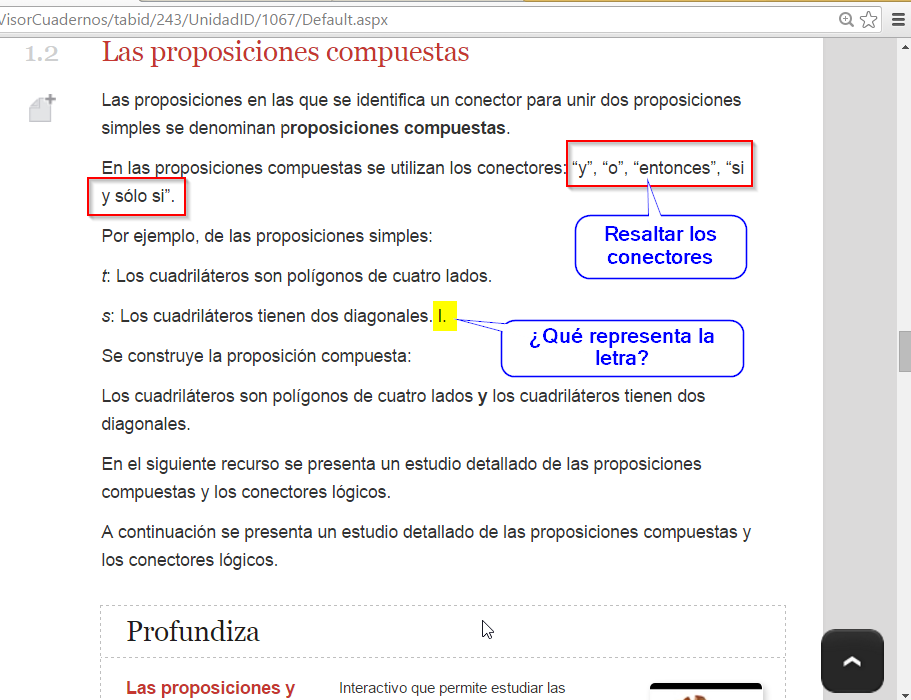 VisorCuadernos/tabid/243/UnidadID/1067/Default.aspx
1.2 Las proposiciones compuestas
Las proposiciones en las que se identifica un conector para unir dos proposiciones
simples se denominan proposiciones compuestas.
En las proposiciones compuestas se utilizan los conectores: “y”, “o”, “entonces”, “si
y sólo si”.
Resaltar los
conectores
Por ejemplo, de las proposiciones simples:
t: Los cuadriláteros son polígonos de cuatro lados.
s: Los cuadriláteros tienen dos diagonales. l.
¿Qué representa la
letra?
Se construye la proposición compuesta:
Los cuadriláteros son polígonos de cuatro lados y los cuadriláteros tienen dos
diagonales.
En el siguiente recurso se presenta un estudio detallado de las proposiciones
compuestas y los conectores lógicos.
A continuación se presenta un estudio detallado de las proposiciones compuestas y
los conectores lógicos.
Profundiza
Las proposiciones y
Interactivo que permite estudiar las